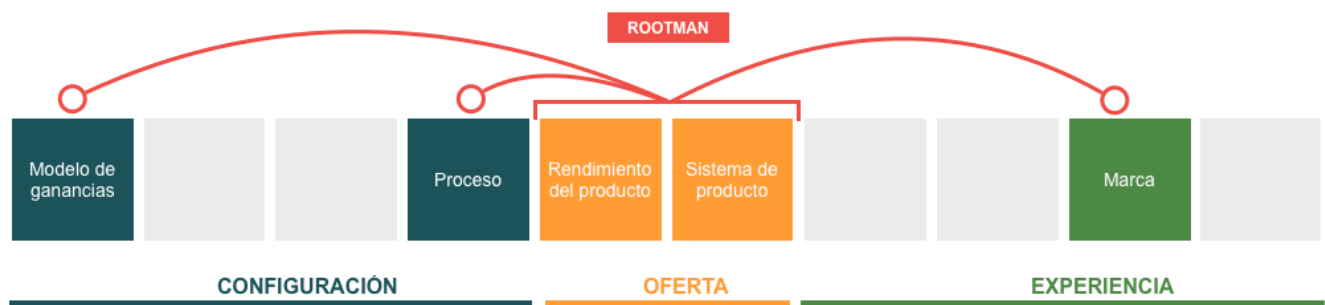 ROOTMAN
Modelo de
ganancias
Proceso
Rendimiento
del producto
Sistema de
producto
Marca
CONFIGURACIÓN
OFERTA
EXPERIENCIA